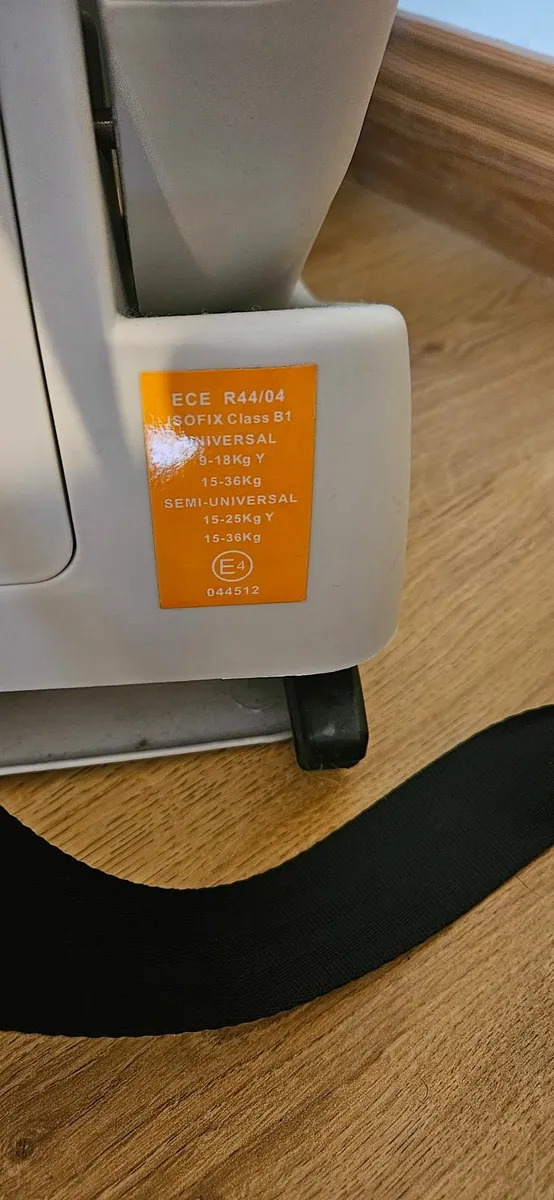 ECE R44/04
ISOFIX Class B1
UNIVERSAL
9-18Kg Y
15-36Kg
SEMI-UNIVERSAL
15-25Kg Y
15-36Kg
E4
044512